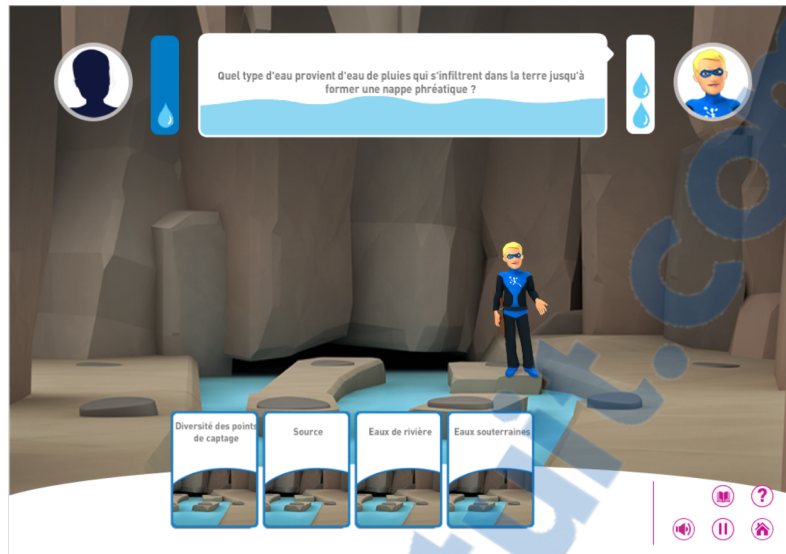 Quel type d'eau provient d'eau de pluies qui s'infiltrent dans la terre jusqu'à
former une nappe phréatique ?
Diversité des points
de captage
Source
Eaux de rivière
Eaux souterraines
?